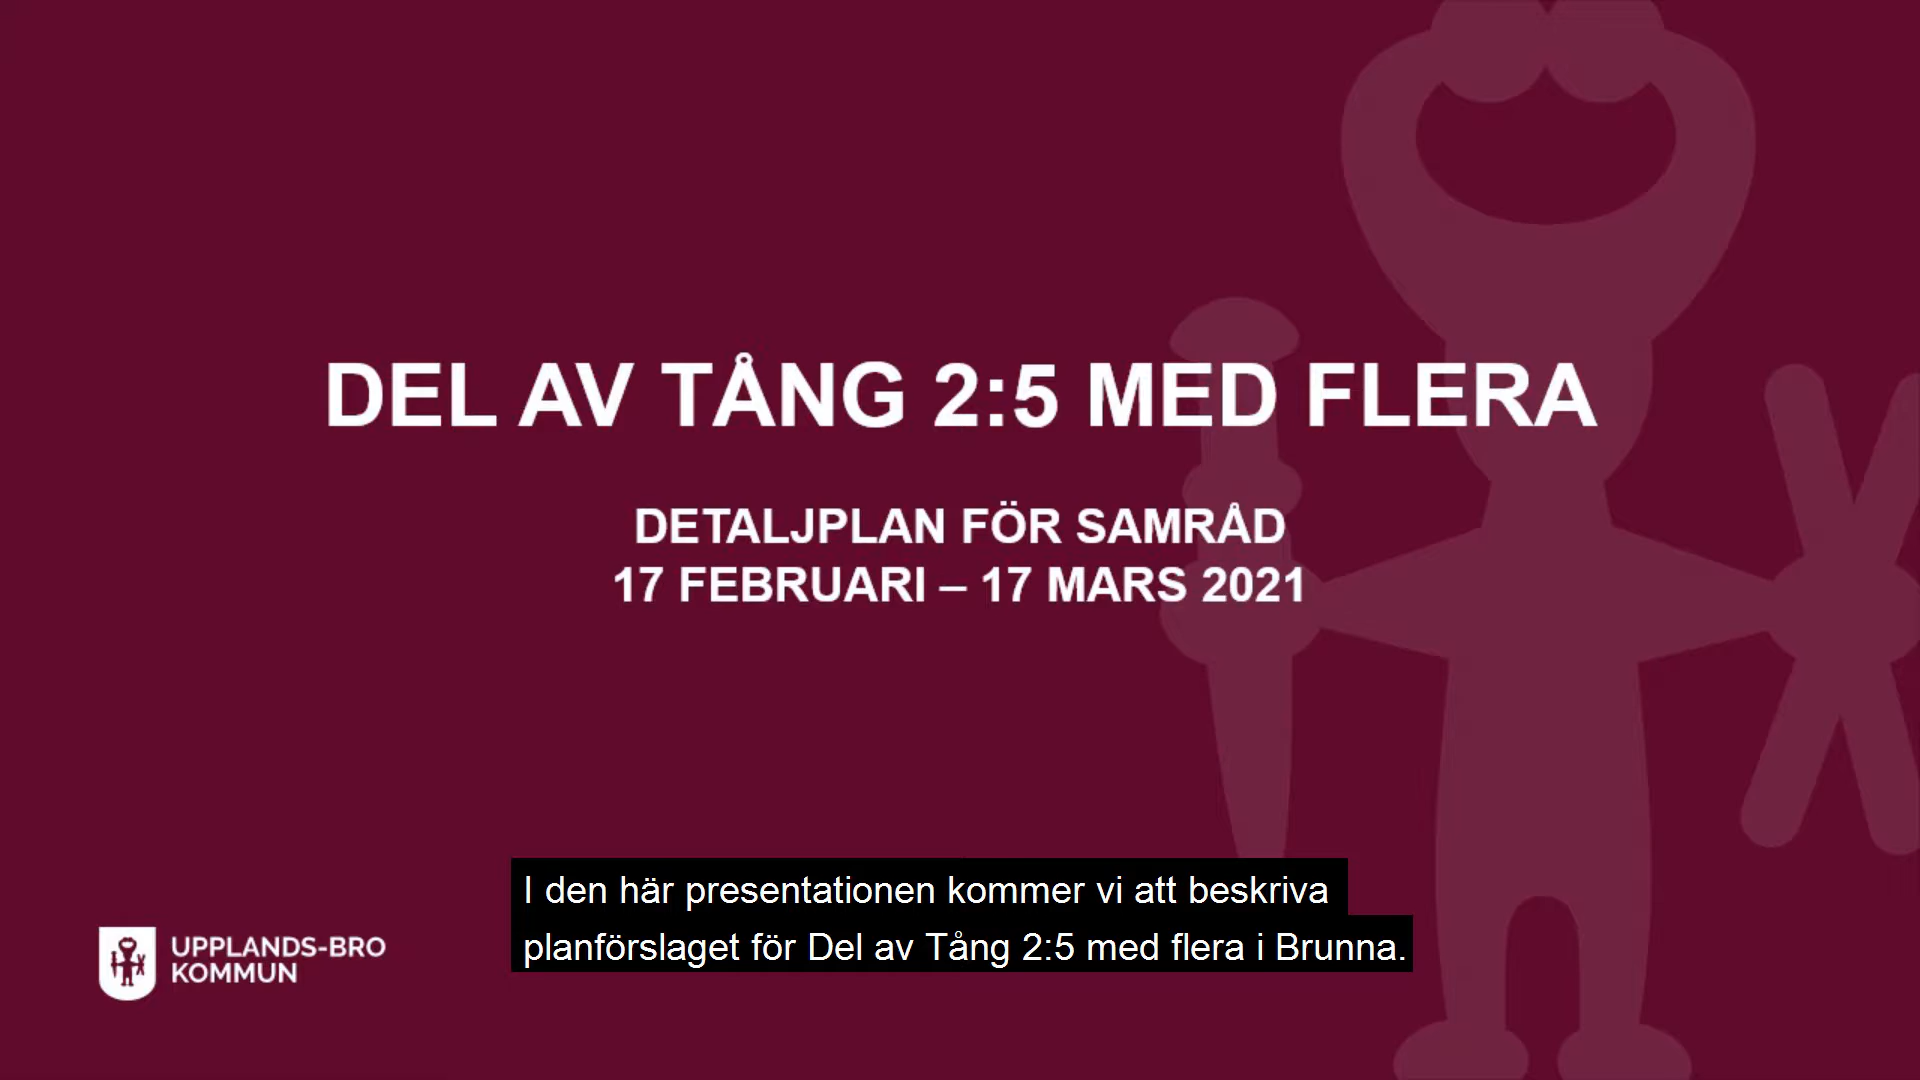 DEL AV TÅNG 2:5 MED FLERA
DETALJPLAN FÖR SAMRÅD
17 FEBRUARI – 17 MARS 2021
I den här presentationen kommer vi att beskriva
planförslaget för Del av Tång 2:5 med flera i Brunna.
UPPLANDS-BRO
KOMMUN